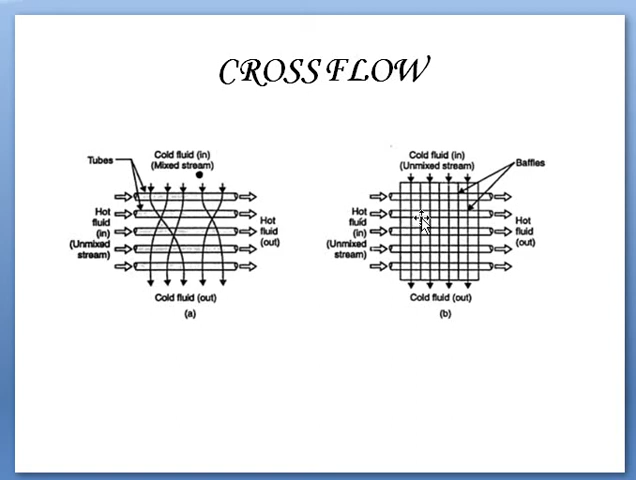 CROSS FLOW
Tubes
Cold fluid (in)
(Mixed stream)
Hot
fluid
(in)
(Unmixed
stream)
Hot
fluid
(out)
Cold fluid (out)
(a)
Cold fluid (in)
(Unmixed stream)
Baffles
Hot
fluid
(in)
(Unmixed
stream)
Hot
fluid
(out)
Cold fluid (out)
(b)